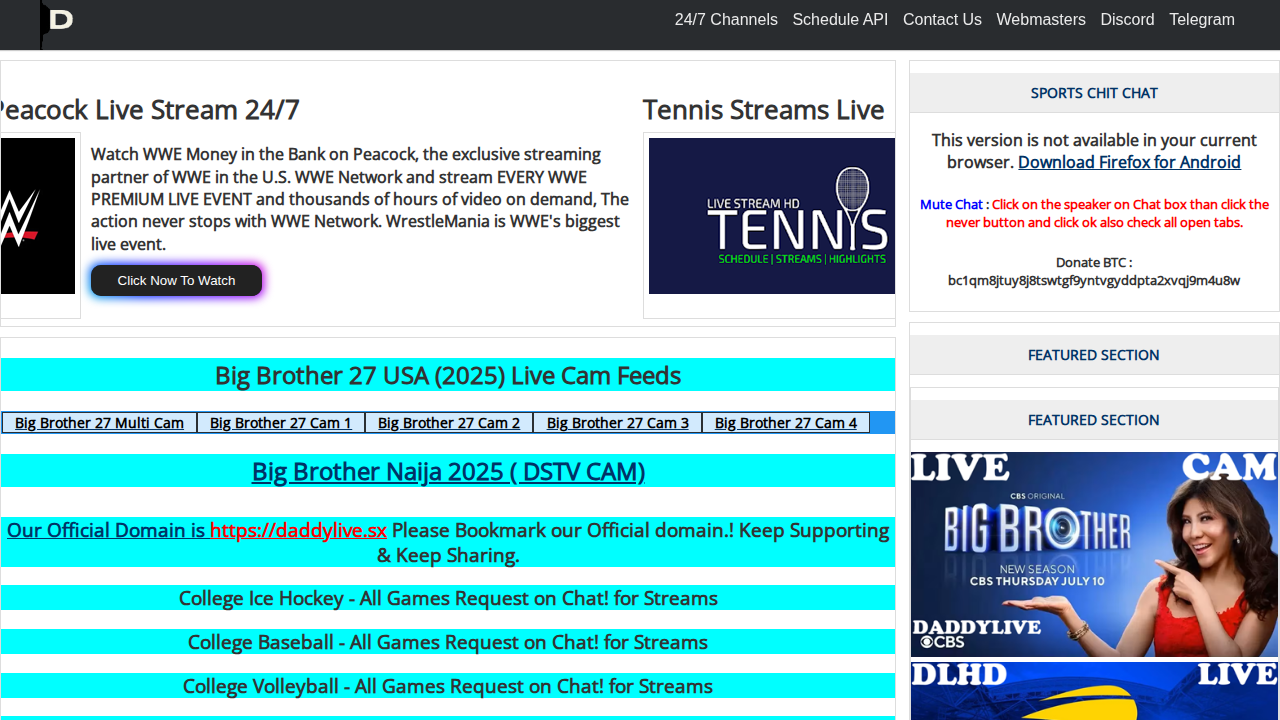 D
24/7 Channels Schedule API Contact Us Webmasters Discord Telegram
Peacock Live Stream 24/7
Watch WWE Money in the Bank on Peacock, the exclusive streaming
partner of WWE in the U.S. WWE Network and stream EVERY WWE
PREMIUM LIVE EVENT and thousands of hours of video on demand, The
action never stops with WWE Network. WrestleMania is WWE's biggest
live event.
Click Now To Watch
Tennis Streams Live
LIVE STREAM HD
TENNIS
SCHEDULE | STREAMS | HIGHLIGHTS
Big Brother 27 USA (2025) Live Cam Feeds
Big Brother 27 Multi Cam Big Brother 27 Cam 1 Big Brother 27 Cam 2 Big Brother 27 Cam 3 Big Brother 27 Cam 4
Big Brother Naija 2025 ( DSTV CAM)
Our Official Domain is https://daddylive.sx Please Bookmark our Official domain.! Keep Supporting
& Keep Sharing.
College Ice Hockey - All Games Request on Chat! for Streams
College Baseball - All Games Request on Chat! for Streams
College Volleyball - All Games Request on Chat! for Streams
SPORTS CHIT CHAT
This version is not available in your current
browser. Download Firefox for Android
Mute Chat : Click on the speaker on Chat box than click the
never button and click ok also check all open tabs.
Donate BTC :
bc1qm8jtuy8j8tswtgf9yntvgyddpta2xvqj9m4u8w
FEATURED SECTION
FEATURED SECTION
LIVE CAM
CBS ORIGINAL
BIG BROTHER
NEW SEASON
CBS THURSDAY JULY 10
DADDYLIVE
CBS
DLHD LIVE